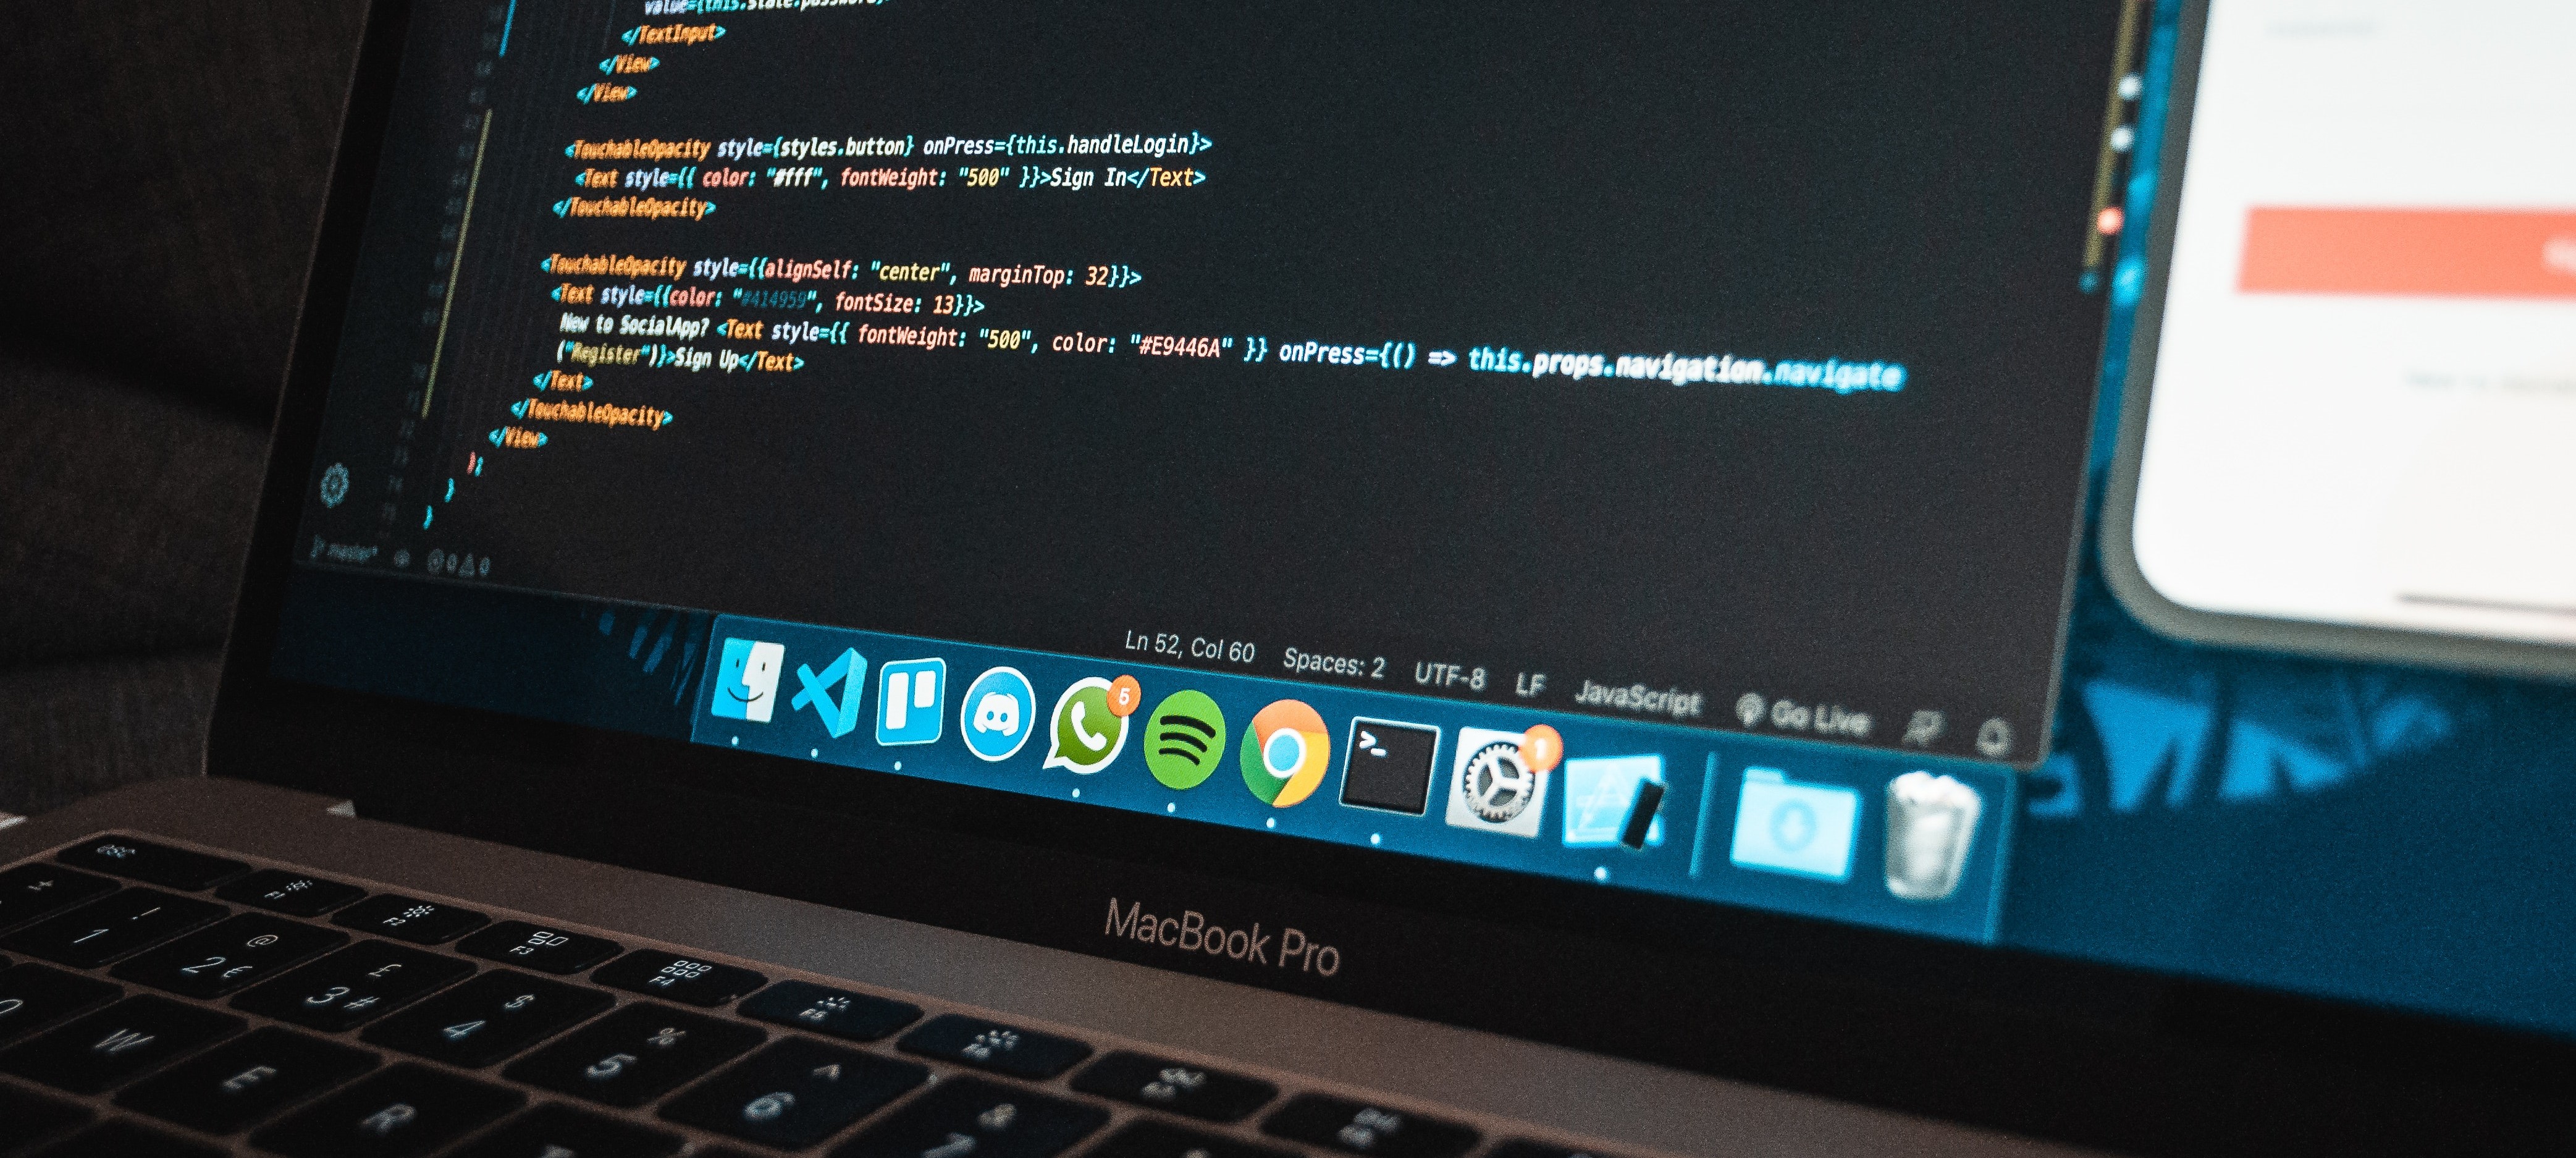 value={this.state.password}
</TextInput>
</View>
</View>
<TouchableOpacity style={styles.button} onPress={this.handleLogin}>
<Text style={{ color: "#fff", fontWeight: "500" }}>Sign In</Text>
</TouchableOpacity>
<TouchableOpacity style={{alignSelf: "center", marginTop: 32}}>
<Text style={{color: "#414959", fontSize: 13}}>
New to SocialApp? <Text style={{ fontWeight: "500", color: "#E9446A" }} onPress={() => this.props.navigation.navigate
("Register")}>Sign Up</Text>
</Text>
</TouchableOpacity>
</View>
);
}
}
master* 0 0
Ln 52, Col 60 Spaces: 2 UTF-8 LF JavaScript Go Live
5
>_
1
MacBook Pro
esc
F3 F4 F5
! @ £ $ % ^ &
1 2 € 3 # 4 5 6 7
W E R